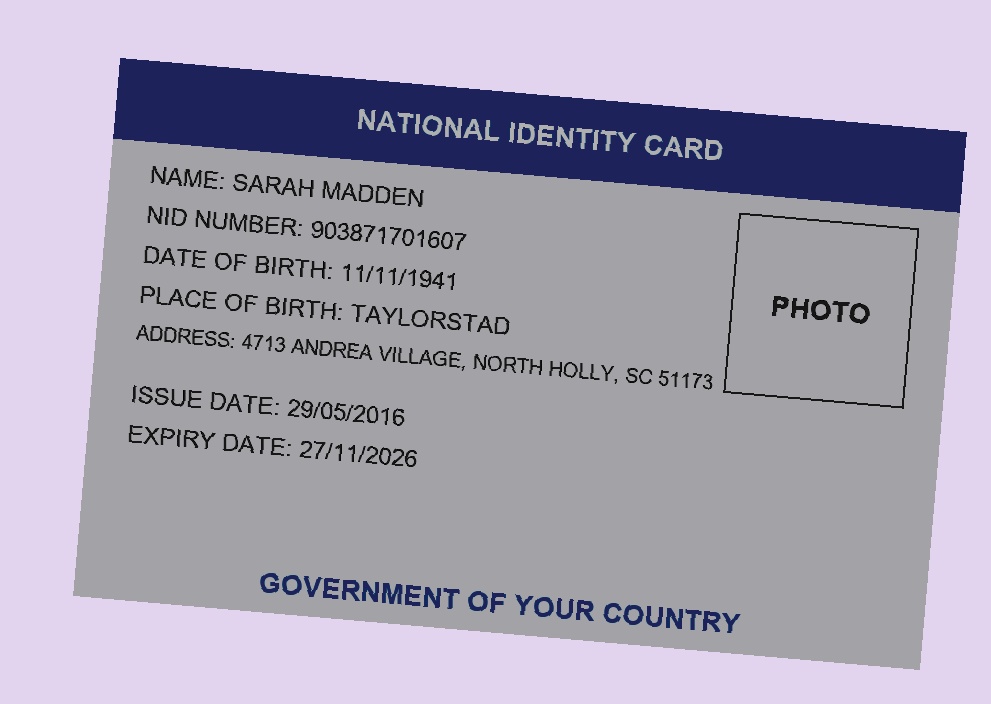 NATIONAL IDENTITY CARD
NAME: SARAH MADDEN
NID NUMBER: 903871701607
DATE OF BIRTH: 11/11/1941
PLACE OF BIRTH: TAYLORSTAD
ADDRESS: 4713 ANDREA VILLAGE, NORTH HOLLY, SC 51173
PHOTO
ISSUE DATE: 29/05/2016
EXPIRY DATE: 27/11/2026
GOVERNMENT OF YOUR COUNTRY